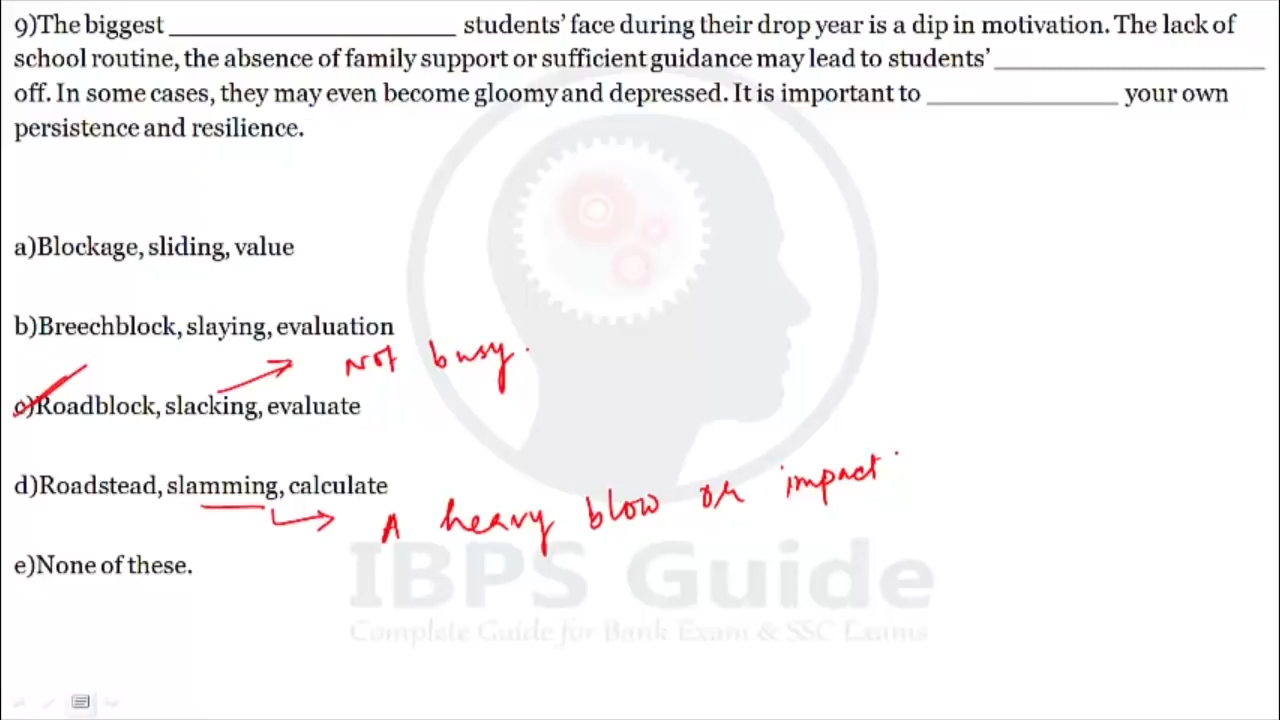 9)The biggest ______________________ students’ face during their drop year is a dip in motivation. The lack of
school routine, the absence of family support or sufficient guidance may lead to students’ _____________________
off. In some cases, they may even become gloomy and depressed. It is important to _______________ your own
persistence and resilience.
a)Blockage, sliding, value
b)Breechblock, slaying, evaluation
Not busy.
c)Roadblock, slacking, evaluate
d)Roadstead, slamming, calculate
A heavy blow or impact
e)None of these.
IBPS Guide
Complete Guide for Bank Exam & SSC Exams